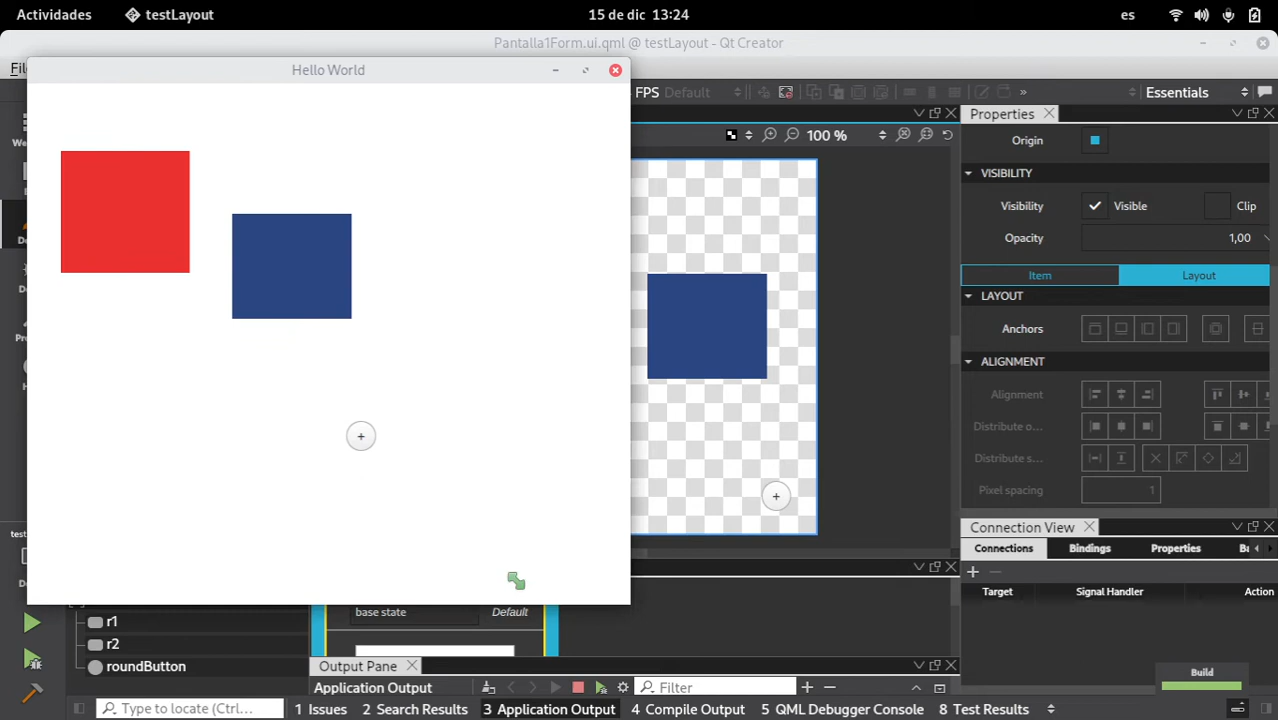 Actividades
testLayout
15 de dic 13:24
es
Pantalla1Form.ui.qml @ testLayout - Qt Creator
Hello World
FPS
Default
»
Essentials
100 %
Properties
Origin
VISIBILITY
Visibility
Visible
Clip
Opacity
1,00
Item
Layout
LAYOUT
Anchors
ALIGNMENT
Alignment
Distribute o...
Distribute s...
Pixel spacing
1
+
+
Connection View
Connections
Bindings
Properties
Target
Signal Handler
Action
base state
Default
r1
r2
roundButton
Output Pane
Application Output
Filter
Build
Type to locate (Ctrl...
1 Issues
2 Search Results
3 Application Output
4 Compile Output
5 QML Debugger Console
8 Test Results